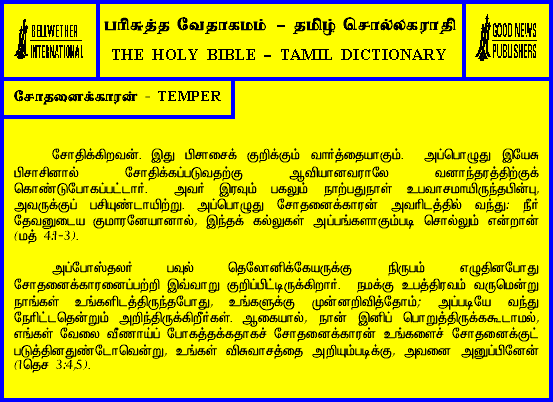 BELLWETHER
INTERNATIONAL
பரிசுத்த வேதாகமம் – தமிழ் சொல்லகராதி
THE HOLY BIBLE – TAMIL DICTIONARY
GOOD NEWS
PUBLISHERS
சோதனைக்காரன் - TEMPER
சோதிக்கிறவன். இது பிசாசைக் குறிக்கும் வார்த்தையாகும். அப்பொழுது இயேசு
பிசாசினால் சோதிக்கப்படுவதற்கு ஆவியானவராலே வனாந்தரத்திற்குக்
கொண்டுபோகப்பட்டார். அவர் இரவும் பகலும் நாற்பதுநாள் உபவாசமாயிருந்தபின்பு,
அவருக்குப் பசியுண்டாயிற்று. அப்பொழுது சோதனைக்காரன் அவரிடத்தில் வந்து: நீர்
தேவனுடைய குமாரனேயானால், இந்தக் கல்லுகள் அப்பங்களாகும்படி சொல்லும் என்றான்
(மத் 4:1-3).
அப்போஸ்தலர் பவுல் தெலோனிக்கேயருக்கு நிருபம் எழுதினபோது
சோதனைக்காரனைப்பற்றி இவ்வாறு குறிப்பிட்டிருக்கிறார். நமக்கு உபத்திரவம் வருமென்று
நாங்கள் உங்களிடத்திருந்தபோது, உங்களுக்கு முன்னறிவித்தோம்; அப்படியே வந்து
நேரிட்டதென்றும் அறிந்திருக்கிறீர்கள். ஆகையால், நான் இனிப் பொறுத்திருக்ககூடாமல்,
எங்கள் வேலை வீணாய்ப் போகத்தக்கதாகச் சோதனைக்காரன் உங்களைச் சோதனைக்குட்
படுத்தினதுண்டோவென்று, உங்கள் விசுவாசத்தை அறியும்படிக்கு, அவனை அனுப்பினேன்
(1தெச 3:4,5).